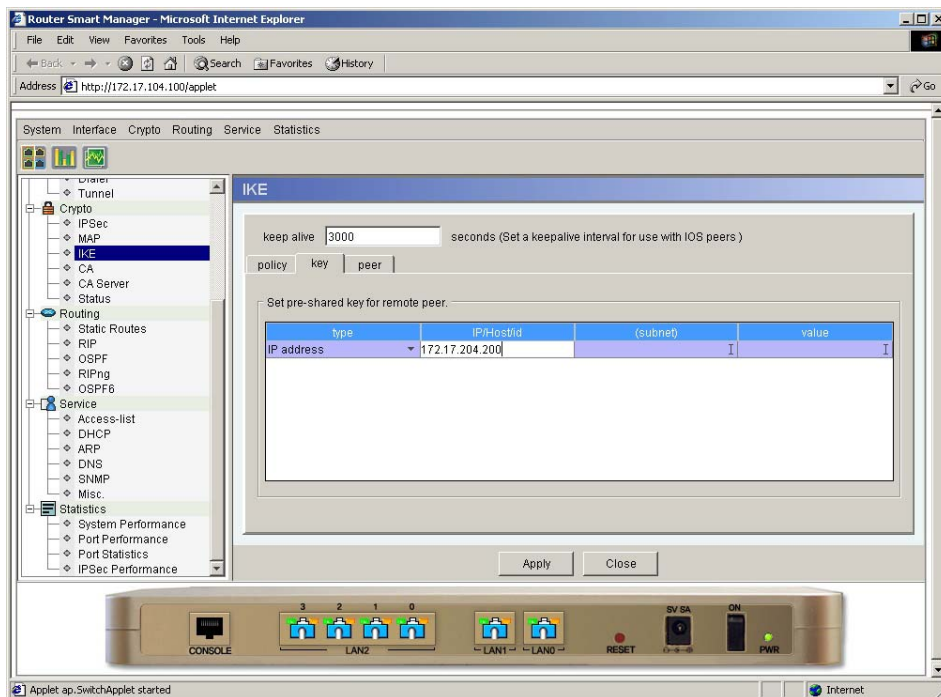 Router Smart Manager - Microsoft Internet Explorer
File Edit View Favorites Tools Help
Back Search Favorites History
Address http://172.17.104.100/applet Go
System Interface Crypto Routing Service Statistics
Dialer
Tunnel
Crypto
IPSec
MAP
IKE
CA
CA Server
Status
Routing
Static Routes
RIP
OSPF
RIPng
OSPF6
Service
Access-list
DHCP
ARP
DNS
SNMP
Misc.
Statistics
System Performance
Port Performance
Port Statistics
IPSec Performance
IKE
keep alive 3000 seconds (Set a keepalive interval for use with IOS peers )
policy key peer
Set pre-shared key for remote peer.
type IP/Host/id (subnet) value
IP address 172.17.204.200
Apply Close
3 2 1 0 5V 5A ON
CONSOLE LAN2 LAN1 LAN0 RESET PWR
Applet ap.SwitchApplet started Internet